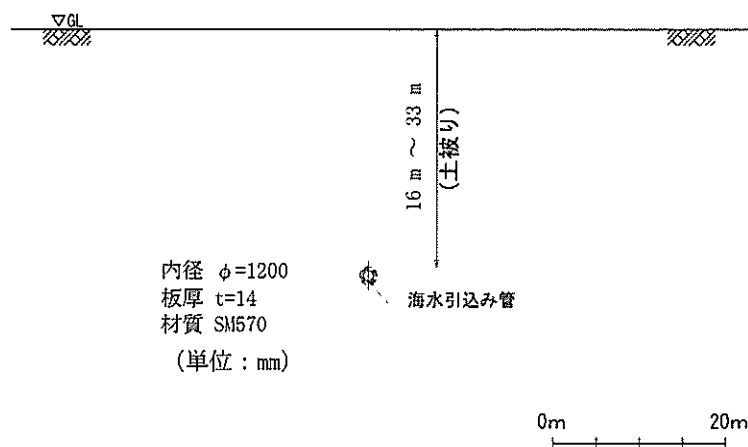 ▽GL
16 m ～ 33 m
(土被り)
内径 φ=1200
板厚 t=14
材質 SM570
(単位：mm)
海水引込み管
0m 20m